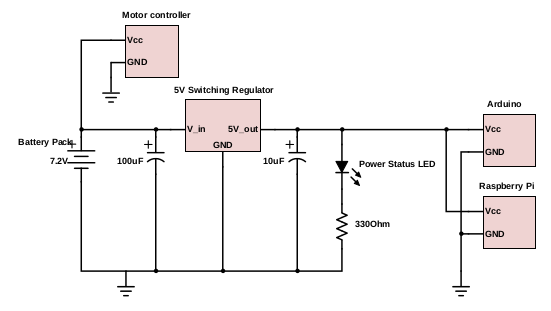 Motor controller
Vcc
GND
5V Switching Regulator
Arduino
V_in
5V_out
Vcc
GND
GND
+
Battery Pack
7.2V
+
100uF
+
10uF
Power Status LED
Raspberry Pi
Vcc
330Ohm
GND